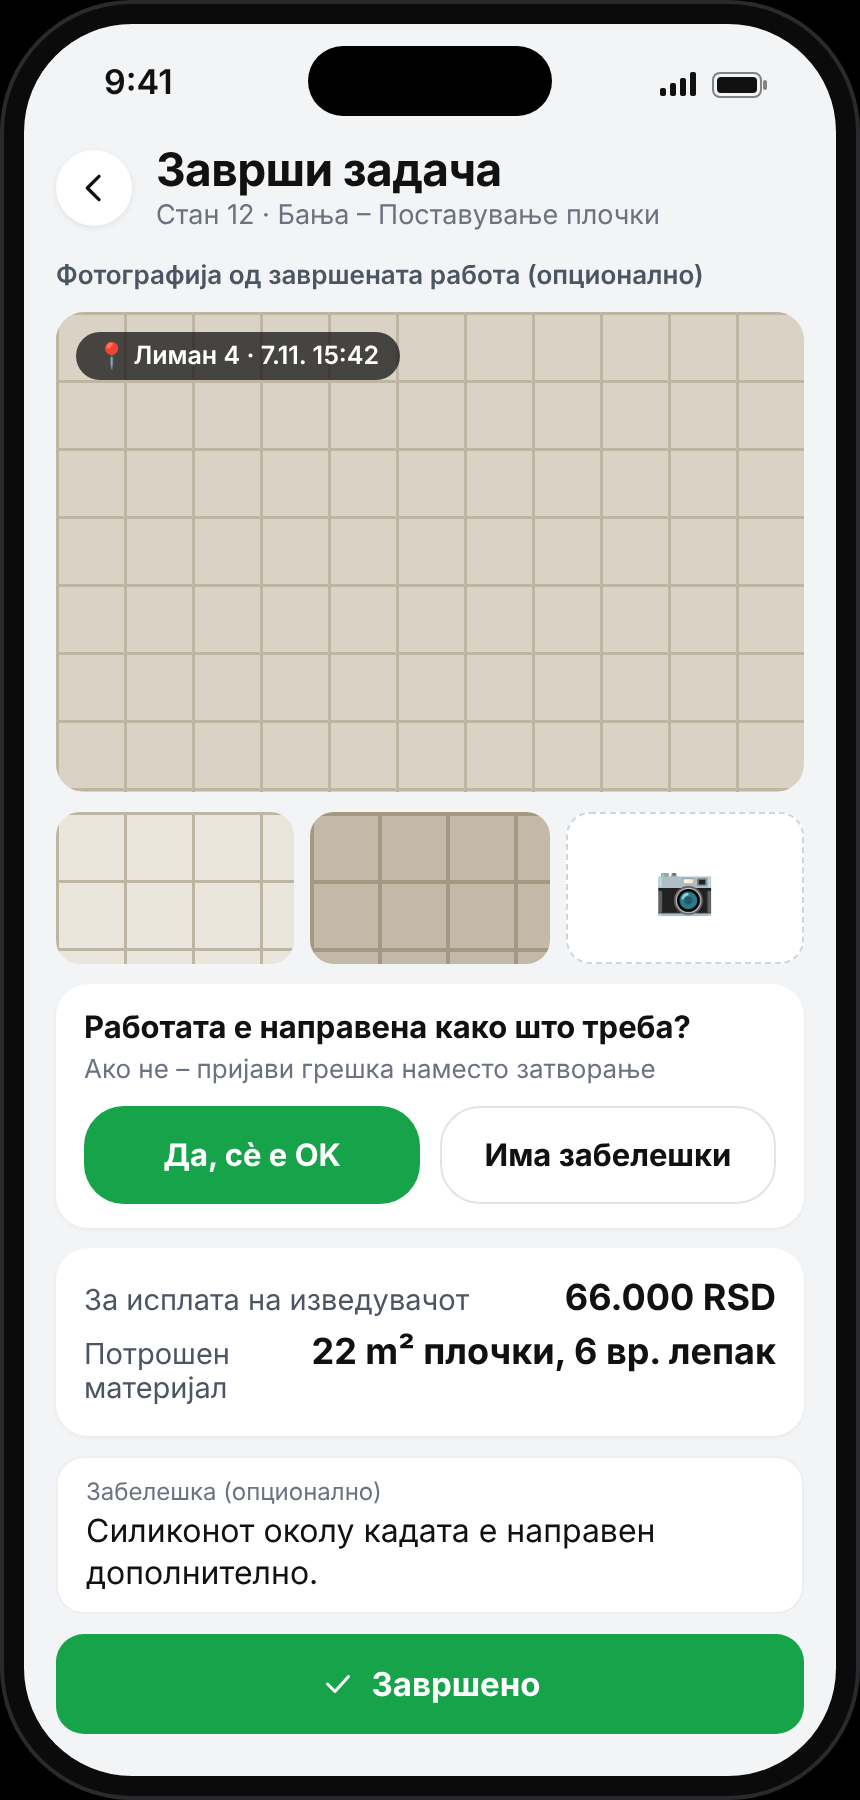 9:41
Заврши задача
Стан 12 · Бања – Поставување плочки
Фотографија од завршената работа (опционално)
Лиман 4 · 7.11. 15:42
Работата е направена како што треба?
Ако не – пријави грешка наместо затворање
Да, сѐ е ОК
Има забелешки
За исплата на изведувачот
66.000 RSD
Потрошен
материјал
22 m² плочки, 6 вр. лепак
Забелешка (опционално)
Силиконот околу кадата е направен
дополнително.
Завршено